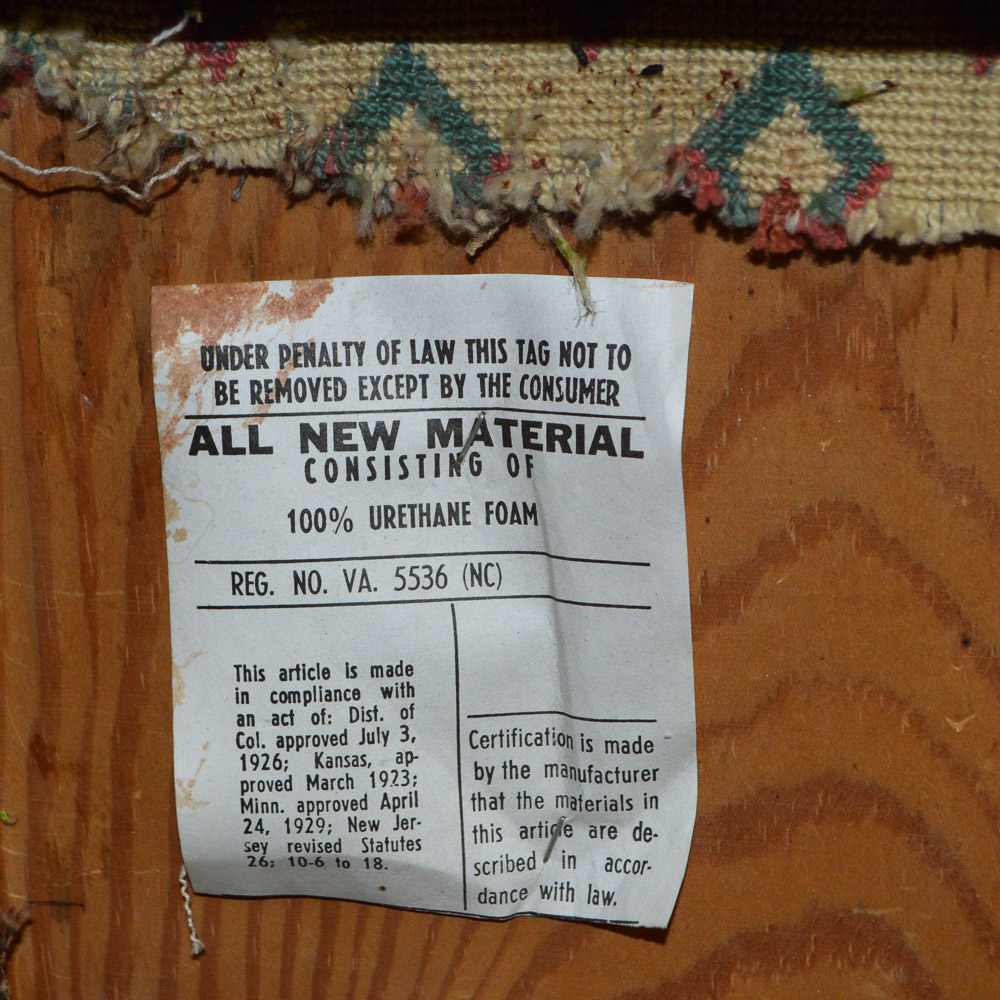 UNDER PENALTY OF LAW THIS TAG NOT TO
BE REMOVED EXCEPT BY THE CONSUMER
ALL NEW MATERIAL
CONSISTING OF
100% URETHANE FOAM
REG. NO. VA. 5536 (NC)
This article is made
in compliance with
an act of: Dist. of
Col. approved July 3,
1926; Kansas, ap-
proved March 1923;
Minn. approved April
24, 1929; New Jer-
sey revised Statutes
26: 10-6 to 18.
Certification is made
by the manufacturer
that the materials in
this article are de-
scribed in accor-
dance with law.